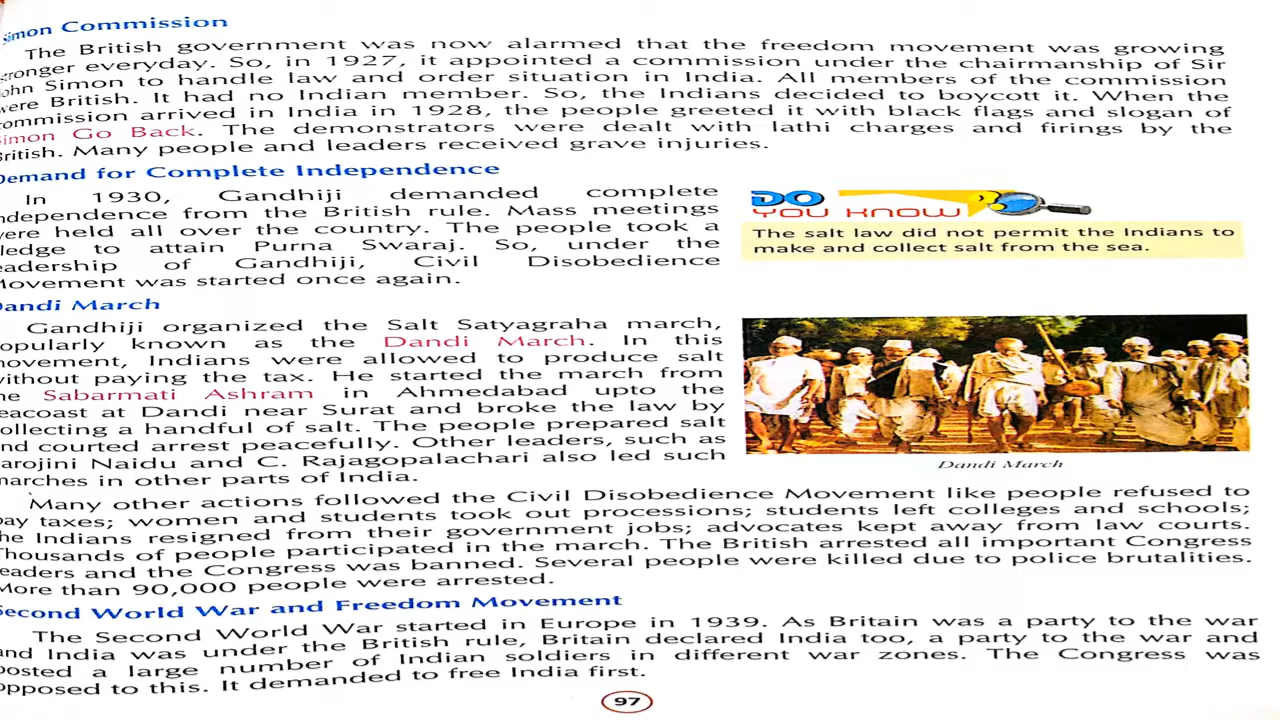 Simon Commission
The British government was now alarmed that the freedom movement was growing
stronger everyday. So, in 1927, it appointed a commission under the chairmanship of Sir
John Simon to handle law and order situation in India. All members of the commission
were British. It had no Indian member. So, the Indians decided to boycott it. When the
commission arrived in India in 1928, the people greeted it with black flags and slogan of
Simon Go Back. The demonstrators were dealt with lathi charges and firings by the
British. Many people and leaders received grave injuries.
Demand for Complete Independence
In 1930, Gandhiji demanded complete
independence from the British rule. Mass meetings
were held all over the country. The people took a
pledge to attain Purna Swaraj. So, under the
leadership of Gandhiji, Civil Disobedience
Movement was started once again.
DO
YOU KNOW
The salt law did not permit the Indians to
make and collect salt from the sea.
Dandi March
Gandhiji organized the Salt Satyagraha march,
popularly known as the Dandi March. In this
movement, Indians were allowed to produce salt
without paying the tax. He started the march from
the Sabarmati Ashram in Ahmedabad upto the
seacoast at Dandi near Surat and broke the law by
collecting a handful of salt. The people prepared salt
and courted arrest peacefully. Other leaders, such as
Sarojini Naidu and C. Rajagopalachari also led such
marches in other parts of India.
Dandi March
Many other actions followed the Civil Disobedience Movement like people refused to
pay taxes; women and students took out processions; students left colleges and schools;
the Indians resigned from their government jobs; advocates kept away from law courts.
Thousands of people participated in the march. The British arrested all important Congress
leaders and the Congress was banned. Several people were killed due to police brutalities.
More than 90,000 people were arrested.
Second World War and Freedom Movement
The Second World War started in Europe in 1939. As Britain was a party to the war
and India was under the British rule, Britain declared India too, a party to the war and
posted a large number of Indian soldiers in different war zones. The Congress was
opposed to this. It demanded to free India first.
97